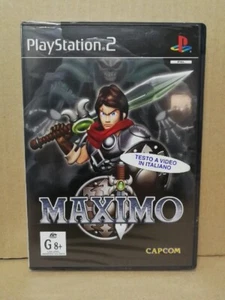 PlayStation 2
TESTO A VIDEO
IN ITALIANO
MAXIMO
G 8+
CAPCOM